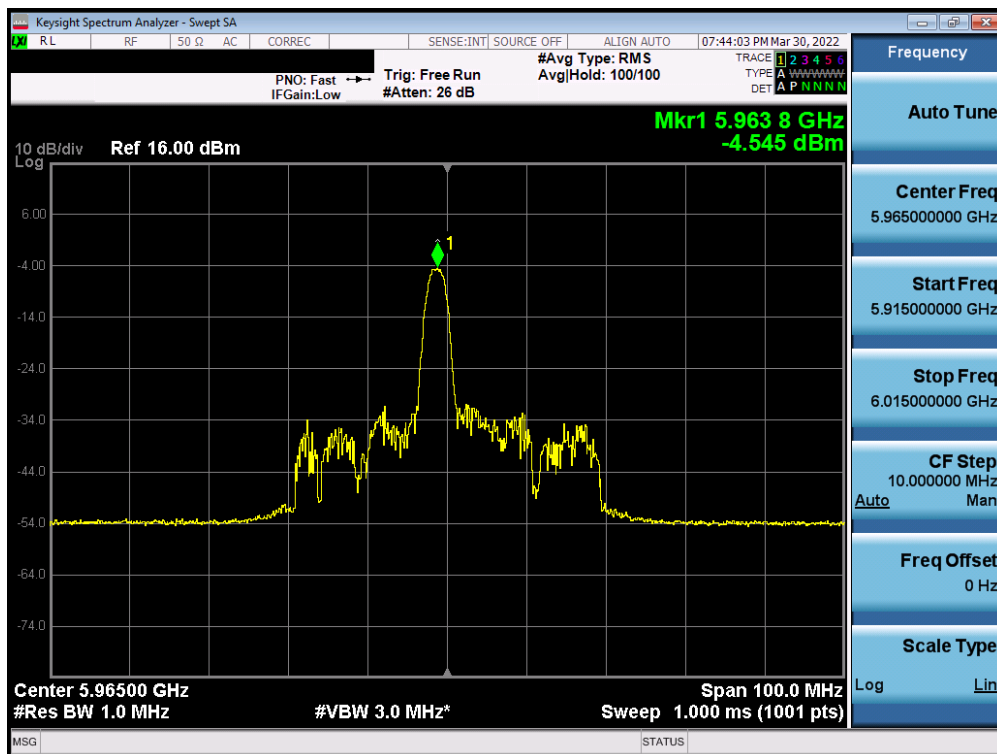 Keysight Spectrum Analyzer - Swept SA
LXI RL RF 50 Ω AC CORREC SENSE:INT SOURCE OFF ALIGN AUTO 07:44:03 PM Mar 30, 2022
PNO: Fast Trig: Free Run #Avg Type: RMS TRACE 1 2 3 4 5 6
IFGain:Low #Atten: 26 dB Avg|Hold: 100/100 TYPE A WWWWW
DET A P N N N N
Mkr1 5.963 8 GHz
-4.545 dBm
10 dB/div Ref 16.00 dBm
Log
6.00
1
-4.00
-14.0
-24.0
-34.0
-44.0
-54.0
-64.0
-74.0
Center 5.96500 GHz Span 100.0 MHz
#Res BW 1.0 MHz #VBW 3.0 MHz* Sweep 1.000 ms (1001 pts)
MSG STATUS
Frequency
Auto Tune
Center Freq
5.965000000 GHz
Start Freq
5.915000000 GHz
Stop Freq
6.015000000 GHz
CF Step
10.000000 MHz
Auto Man
Freq Offset
0 Hz
Scale Type
Log Lin